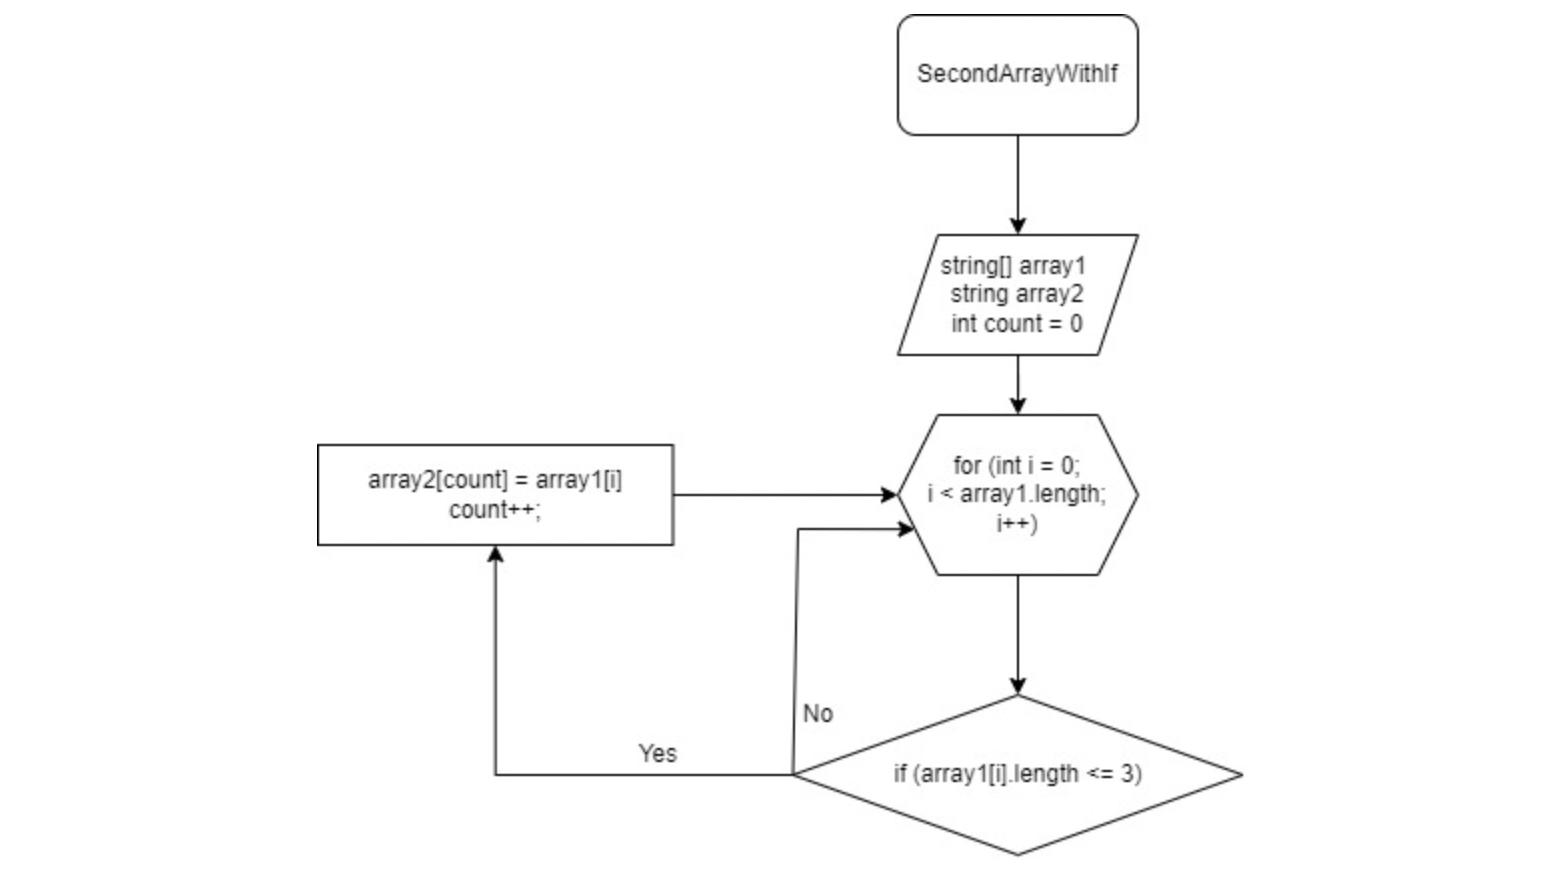 SecondArrayWithIf
string[] array1
string array2
int count = 0
for (int i = 0;
i < array1.length;
i++)
array2[count] = array1[i]
count++;
No
Yes
if (array1[i].length <= 3)